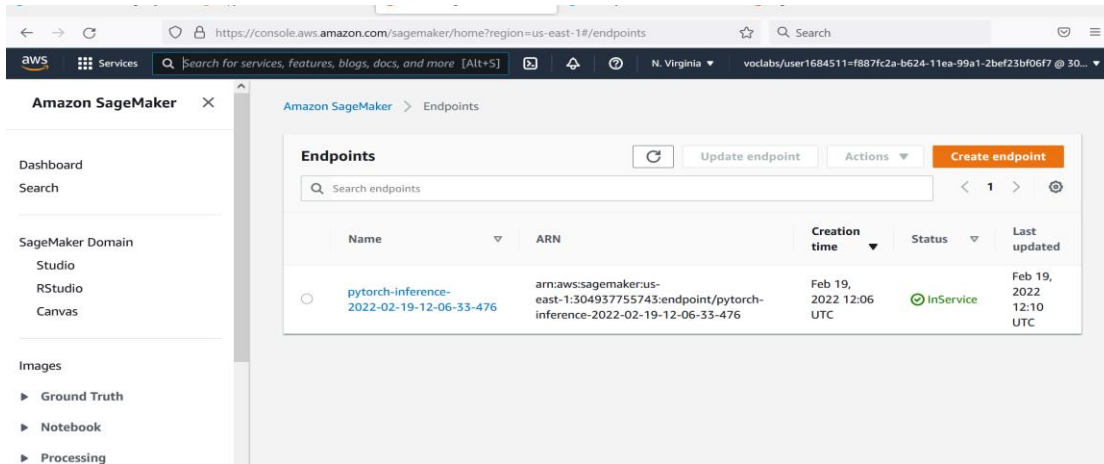 https://console.aws.amazon.com/sagemaker/home?region=us-east-1#/endpoints
Search
aws
Services
Search for services, features, blogs, docs, and more [Alt+S]
N. Virginia
voclabs/user1684511=f887fc2a-b624-11ea-99a1-2bef23bf06f7 @ 30...
Amazon SageMaker
Dashboard
Search
SageMaker Domain
Studio
RStudio
Canvas
Images
Ground Truth
Notebook
Processing
Amazon SageMaker > Endpoints
Endpoints
Update endpoint
Actions
Create endpoint
Search endpoints
1
Name
ARN
Creation
time
Status
Last
updated
pytorch-inference-
2022-02-19-12-06-33-476
arn:aws:sagemaker:us-
east-1:304937755743:endpoint/pytorch-
inference-2022-02-19-12-06-33-476
Feb 19,
2022 12:06
UTC
InService
Feb 19,
2022
12:10
UTC